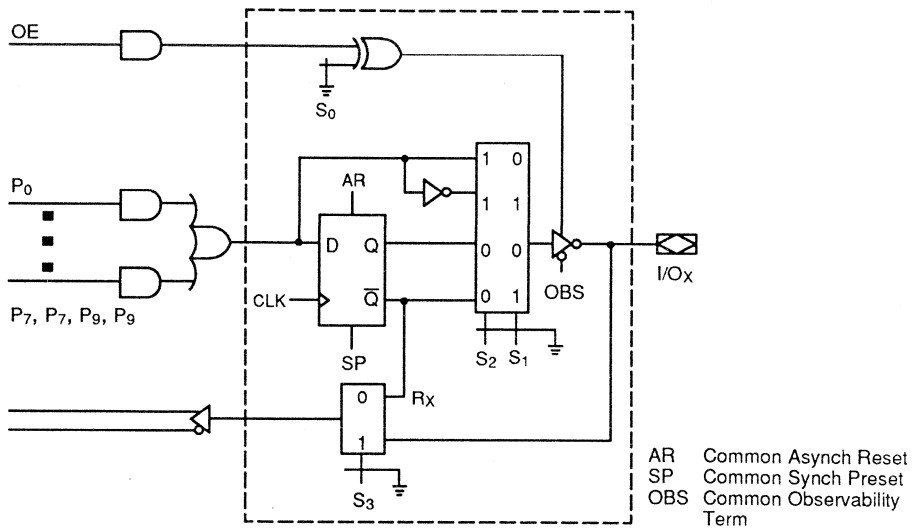 OE
S0
P0
AR
1 0
1 1
D Q
0 0
I/OX
Q̅
0 1
OBS
CLK
P7, P7, P9, P9
SP
S2 S1
0
RX
1
S3
AR Common Asynch Reset
SP Common Synch Preset
OBS Common Observability
Term